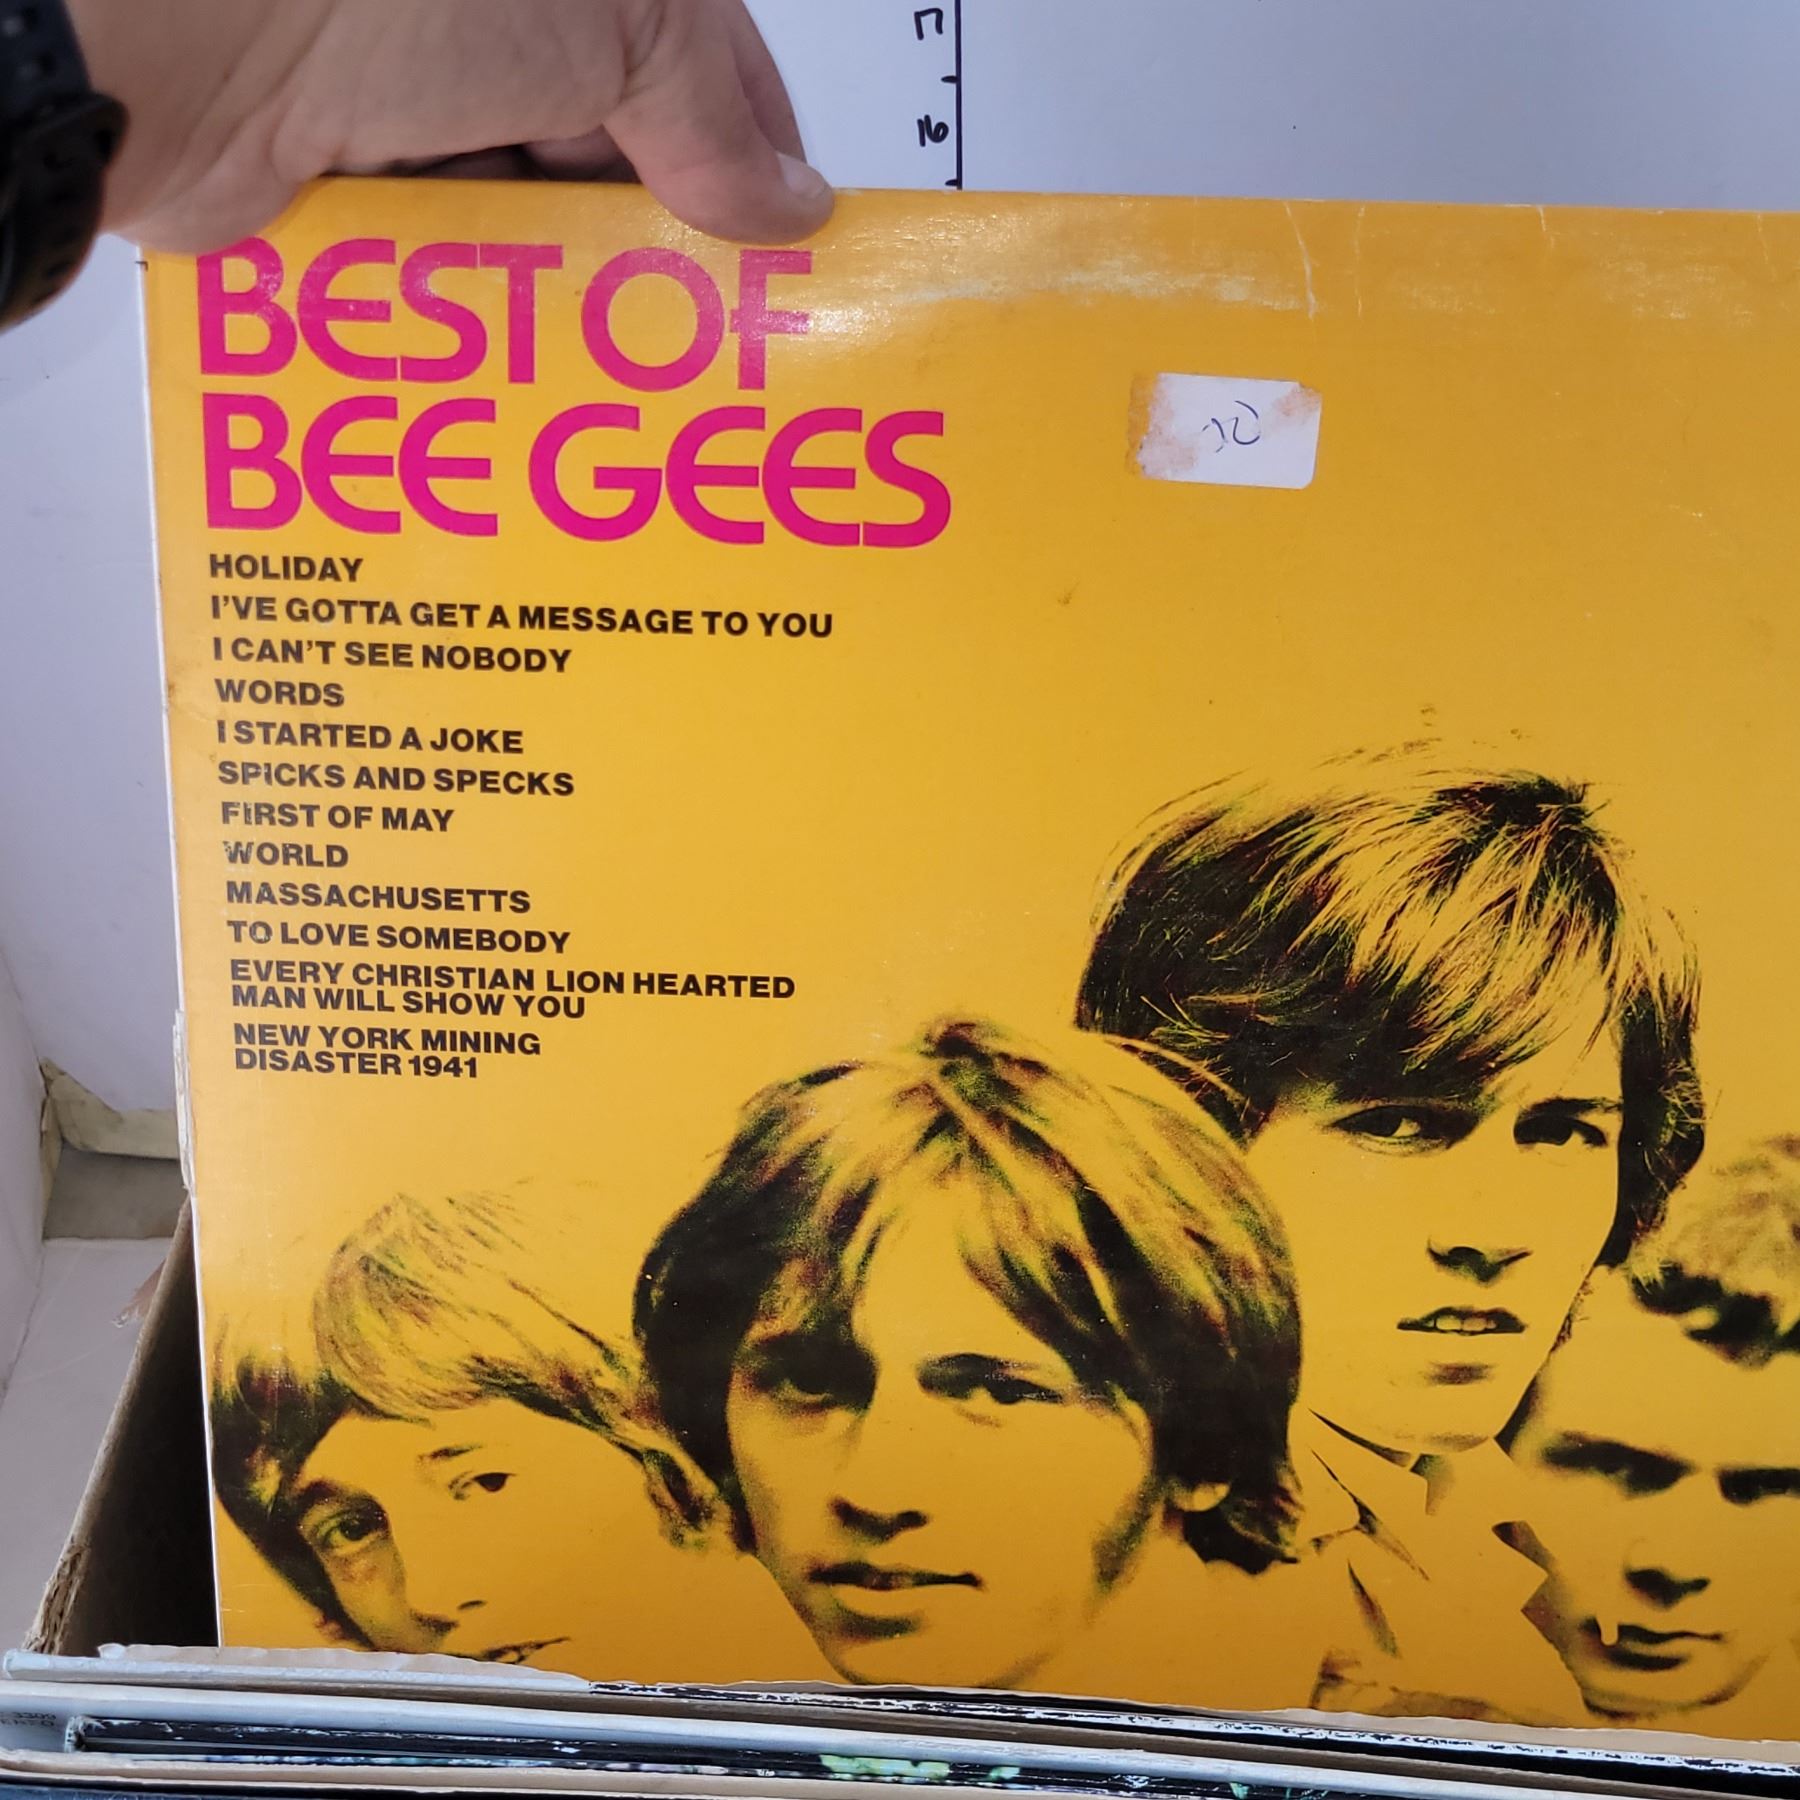 17
16
BEST OF
BEE GEES
HOLIDAY
I'VE GOTTA GET A MESSAGE TO YOU
I CAN'T SEE NOBODY
WORDS
I STARTED A JOKE
SPICKS AND SPECKS
FIRST OF MAY
WORLD
MASSACHUSETTS
TO LOVE SOMEBODY
EVERY CHRISTIAN LION HEARTED
MAN WILL SHOW YOU
NEW YORK MINING
DISASTER 1941